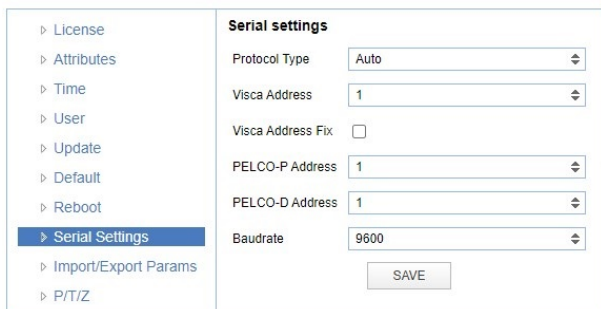 License
Attributes
Time
User
Update
Default
Reboot
Serial Settings
Import/Export Params
P/T/Z
Serial settings
Protocol Type Auto
Visca Address 1
Visca Address Fix
PELCO-P Address 1
PELCO-D Address 1
Baudrate 9600
SAVE